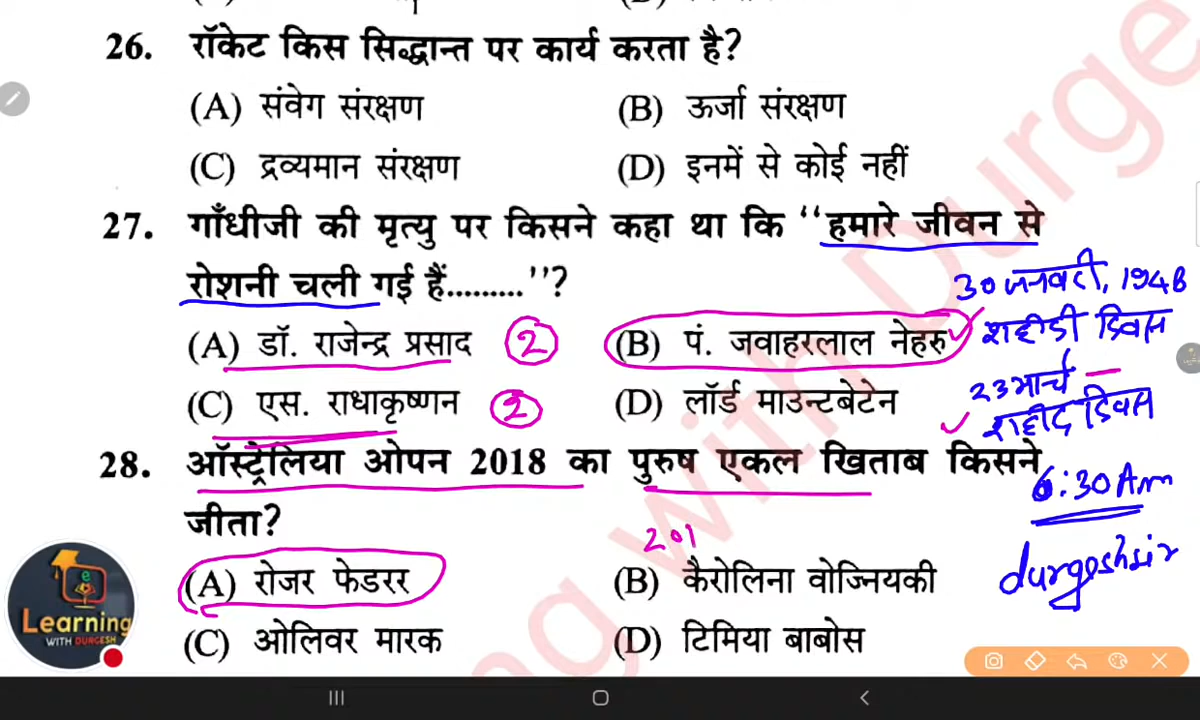 26. रॉकेट किस सिद्धान्त पर कार्य करता है?
(A) संवेग संरक्षण (B) ऊर्जा संरक्षण
(C) द्रव्यमान संरक्षण (D) इनमें से कोई नहीं
27. गाँधीजी की मृत्यु पर किसने कहा था कि "हमारे जीवन से
रोशनी चली गई हैं........."?
30 जनवरी, 1948
(A) डॉ. राजेन्द्र प्रसाद 2 (B) पं. जवाहरलाल नेहरु
शहीदी दिवस
23 मार्च
(C) एस. राधाकृष्णन 2 (D) लॉर्ड माउन्टबेटेन
शहीद दिवस
28. ऑस्ट्रेलिया ओपन 2018 का पुरुष एकल खिताब किसने
6:30 Am
जीता?
201
(A) रोजर फेडरर (B) कैरोलिना वोज्नियकी
durgeshsir
(C) ओलिवर मारक (D) टिमिया बाबोस
e
Learning
WITH DURGESH
ng with Durge